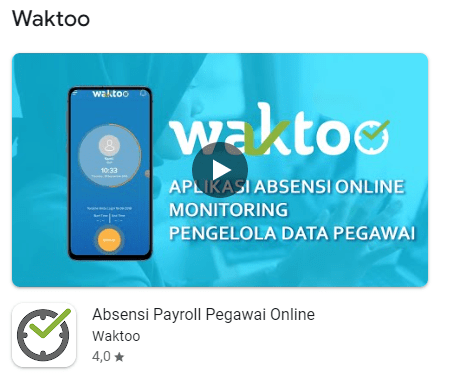 Waktoo
waktoo
10:33
waktoo
APLIKASI ABSENSI ONLINE
MONITORING
PENGELOLA DATA PEGAWAI
Absensi Payroll Pegawai Online
Waktoo
4,0 ★